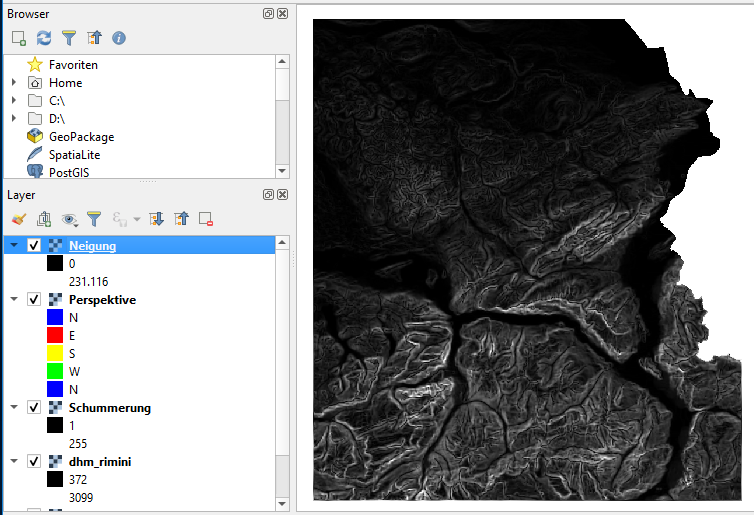 Browser
Favoriten
Home
C:\
D:\
GeoPackage
SpatiaLite
PostGIS
Layer
Neigung
0
231.116
Perspektive
N
E
S
W
N
Schummerung
1
255
dhm_rimini
372
3099